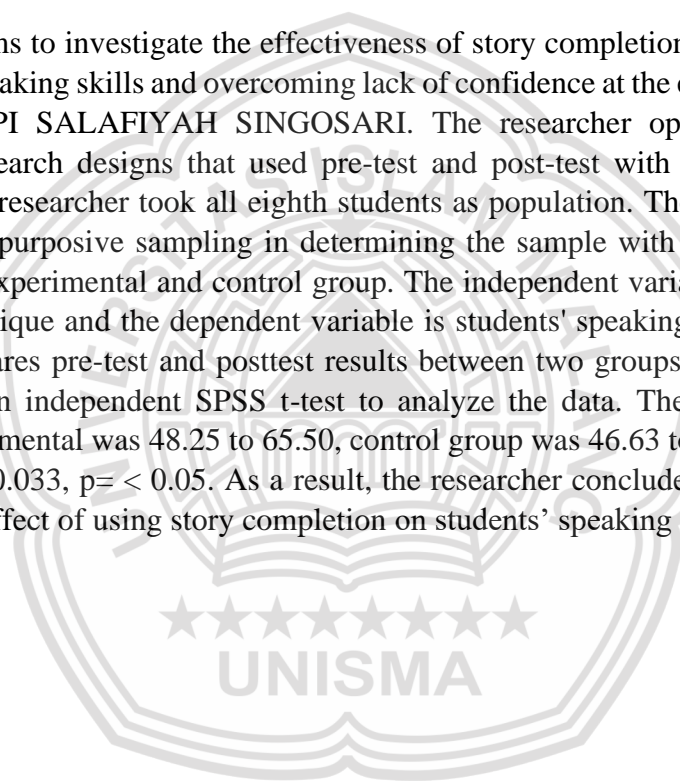 ns to investigate the effectiveness of story completion
aking skills and overcoming lack of confidence at the
PI SALAFIYAH SINGOSARI. The researcher op
earch designs that used pre-test and post-test with
researcher took all eighth students as population. Th
purposive sampling in determining the sample with
xperimental and control group. The independent varia
ique and the dependent variable is students' speaking
ares pre-test and posttest results between two groups
n independent SPSS t-test to analyze the data. The
mental was 48.25 to 65.50, control group was 46.63 to
0.033, p= < 0.05. As a result, the researcher conclude
ffect of using story completion on students’ speaking
UNIVERSITAS ISLAM MALANG
UNISMA